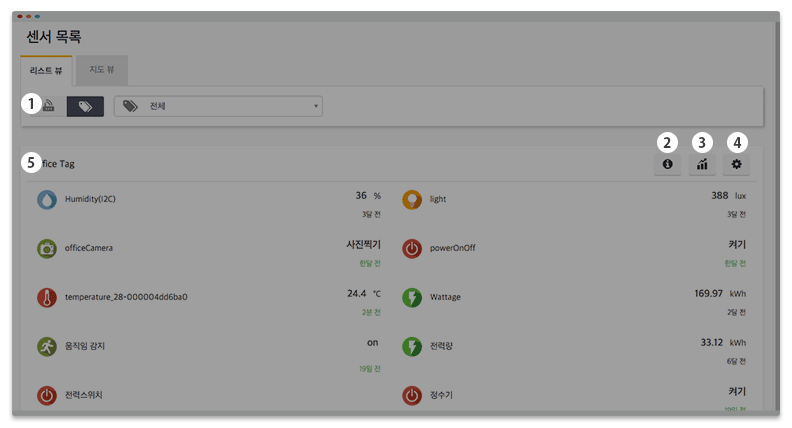 센서 목록
리스트 뷰
지도 뷰
1
전체
2
3
4
5
fice Tag
Humidity(I2C)
36 %
3달 전
light
388 lux
3달 전
officeCamera
사진찍기
한달 전
powerOnOff
켜기
한달 전
temperature_28-000004dd6ba0
24.4 °C
2분 전
Wattage
169.97 kWh
2달 전
움직임 감지
on
19일 전
전력량
33.12 kWh
6달 전
전력스위치
정수기
켜기